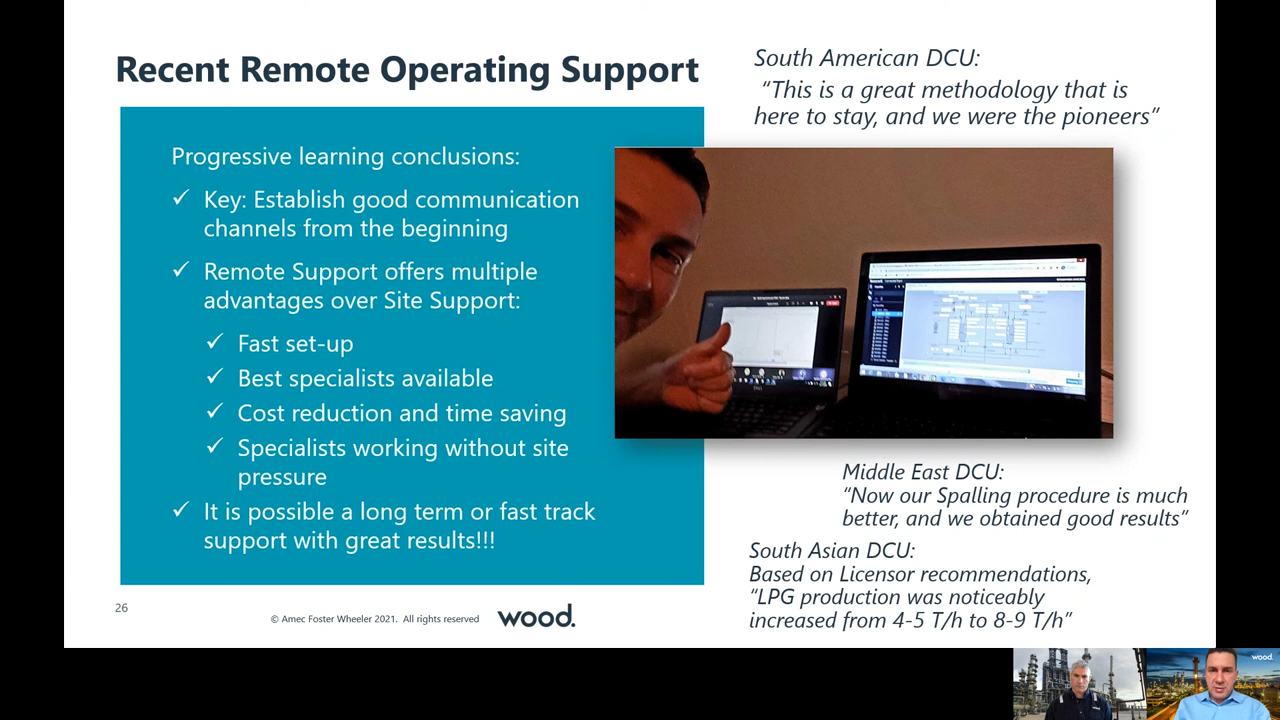 Recent Remote Operating Support
Progressive learning conclusions:
✓ Key: Establish good communication
channels from the beginning
✓ Remote Support offers multiple
advantages over Site Support:
✓ Fast set-up
✓ Best specialists available
✓ Cost reduction and time saving
✓ Specialists working without site
pressure
✓ It is possible a long term or fast track
support with great results!!!
South American DCU:
“This is a great methodology that is
here to stay, and we were the pioneers”
Middle East DCU:
“Now our Spalling procedure is much
better, and we obtained good results”
South Asian DCU:
Based on Licensor recommendations,
“LPG production was noticeably
increased from 4-5 T/h to 8-9 T/h”
26
© Amec Foster Wheeler 2021. All rights reserved
wood.
wood.